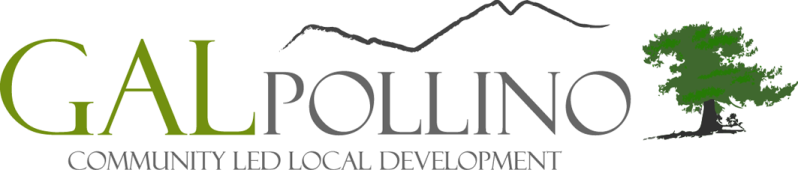 GALPOLLINO
COMMUNITY LED LOCAL DEVELOPMENT